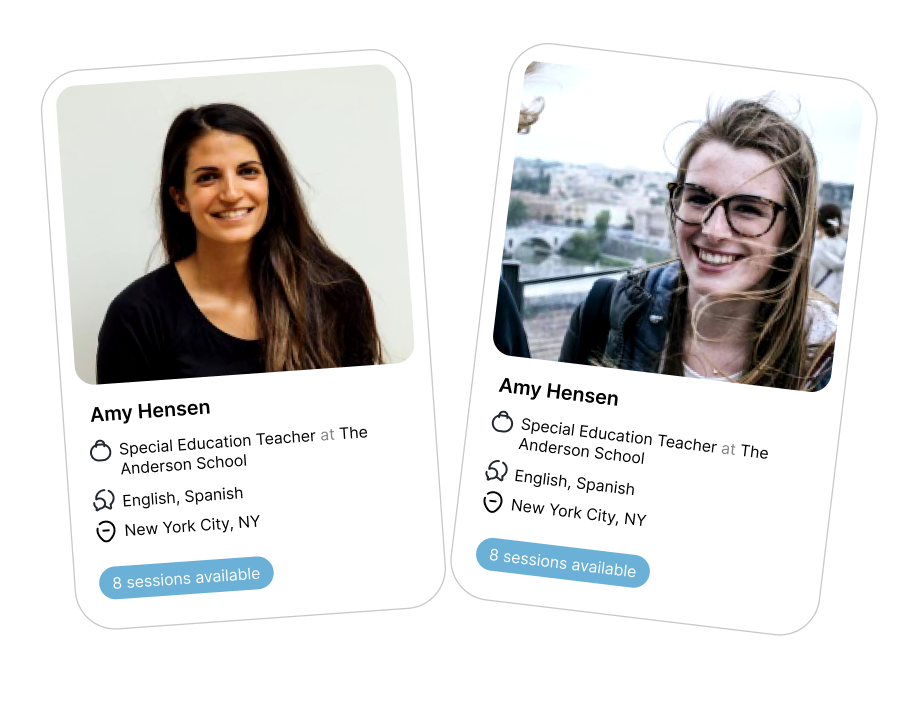 Amy Hensen
Special Education Teacher at The
Anderson School
English, Spanish
New York City, NY
8 sessions available
Amy Hensen
Special Education Teacher at The
Anderson School
English, Spanish
New York City, NY
8 sessions available